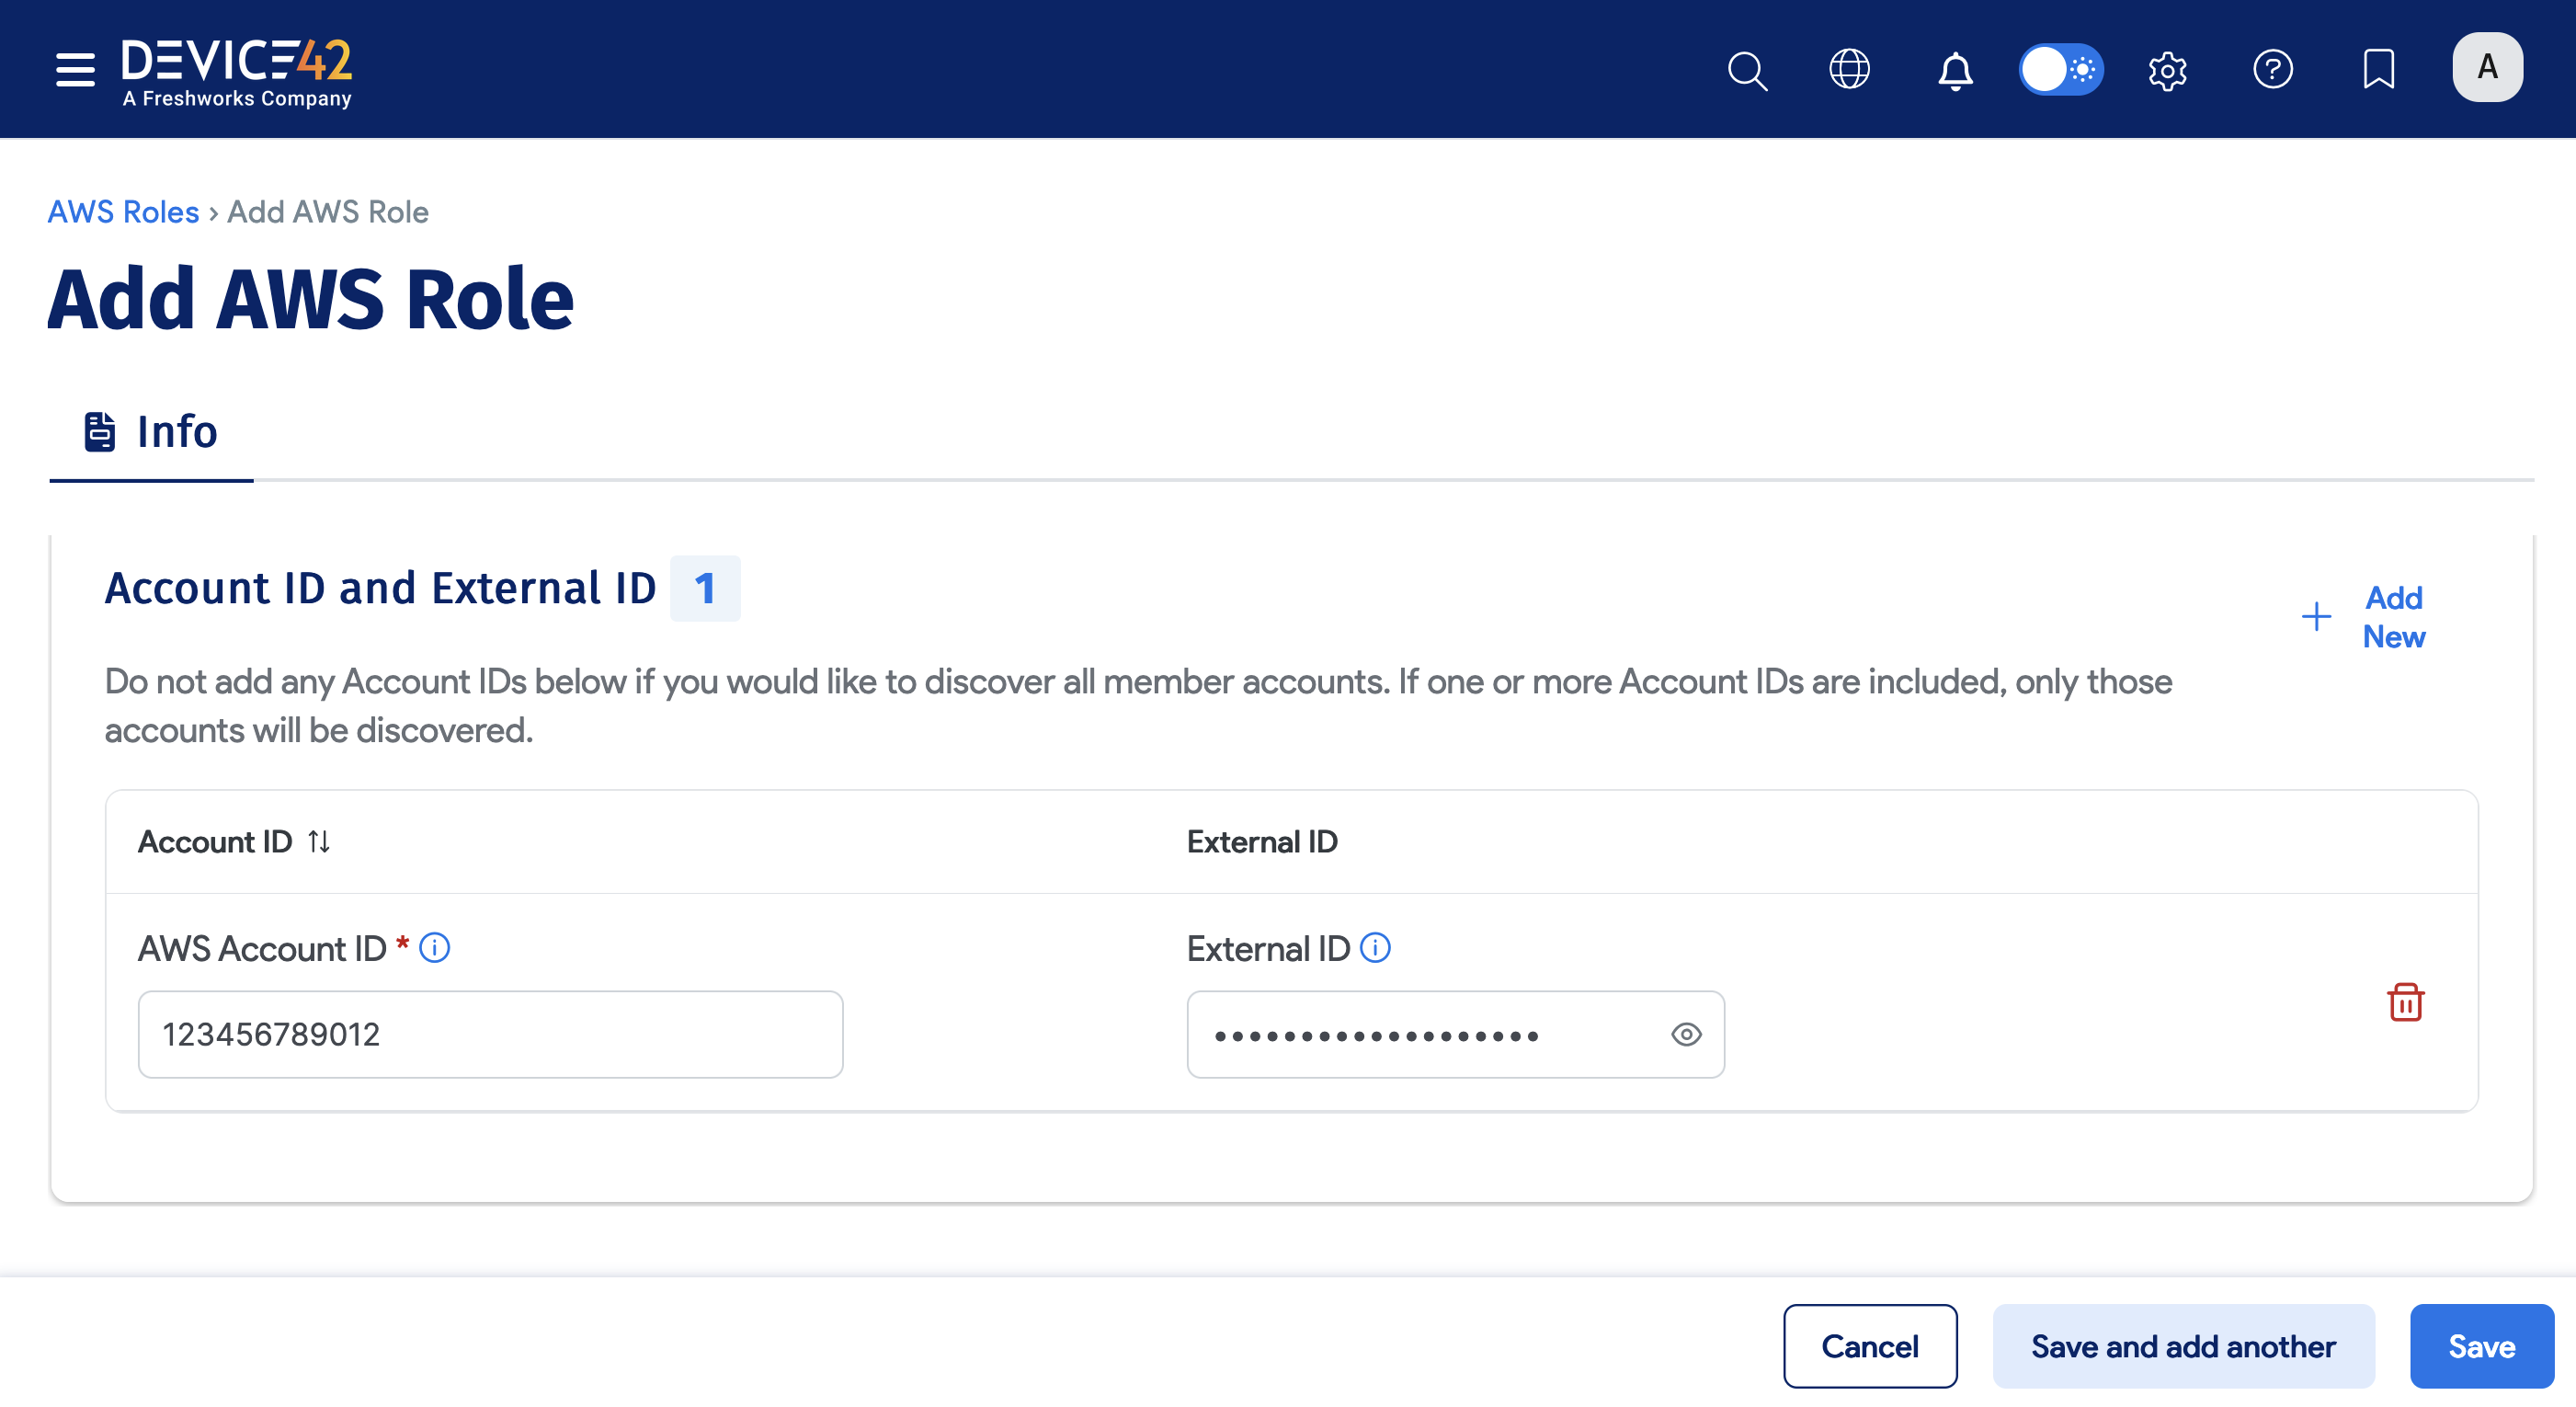 DEVICE42
A Freshworks Company
A
AWS Roles › Add AWS Role
Add AWS Role
Info
Account ID and External ID 1
Add
New
Do not add any Account IDs below if you would like to discover all member accounts. If one or more Account IDs are included, only those
accounts will be discovered.
Account ID External ID
AWS Account ID * External ID
123456789012 •••••••••••••••••••
Cancel Save and add another Save